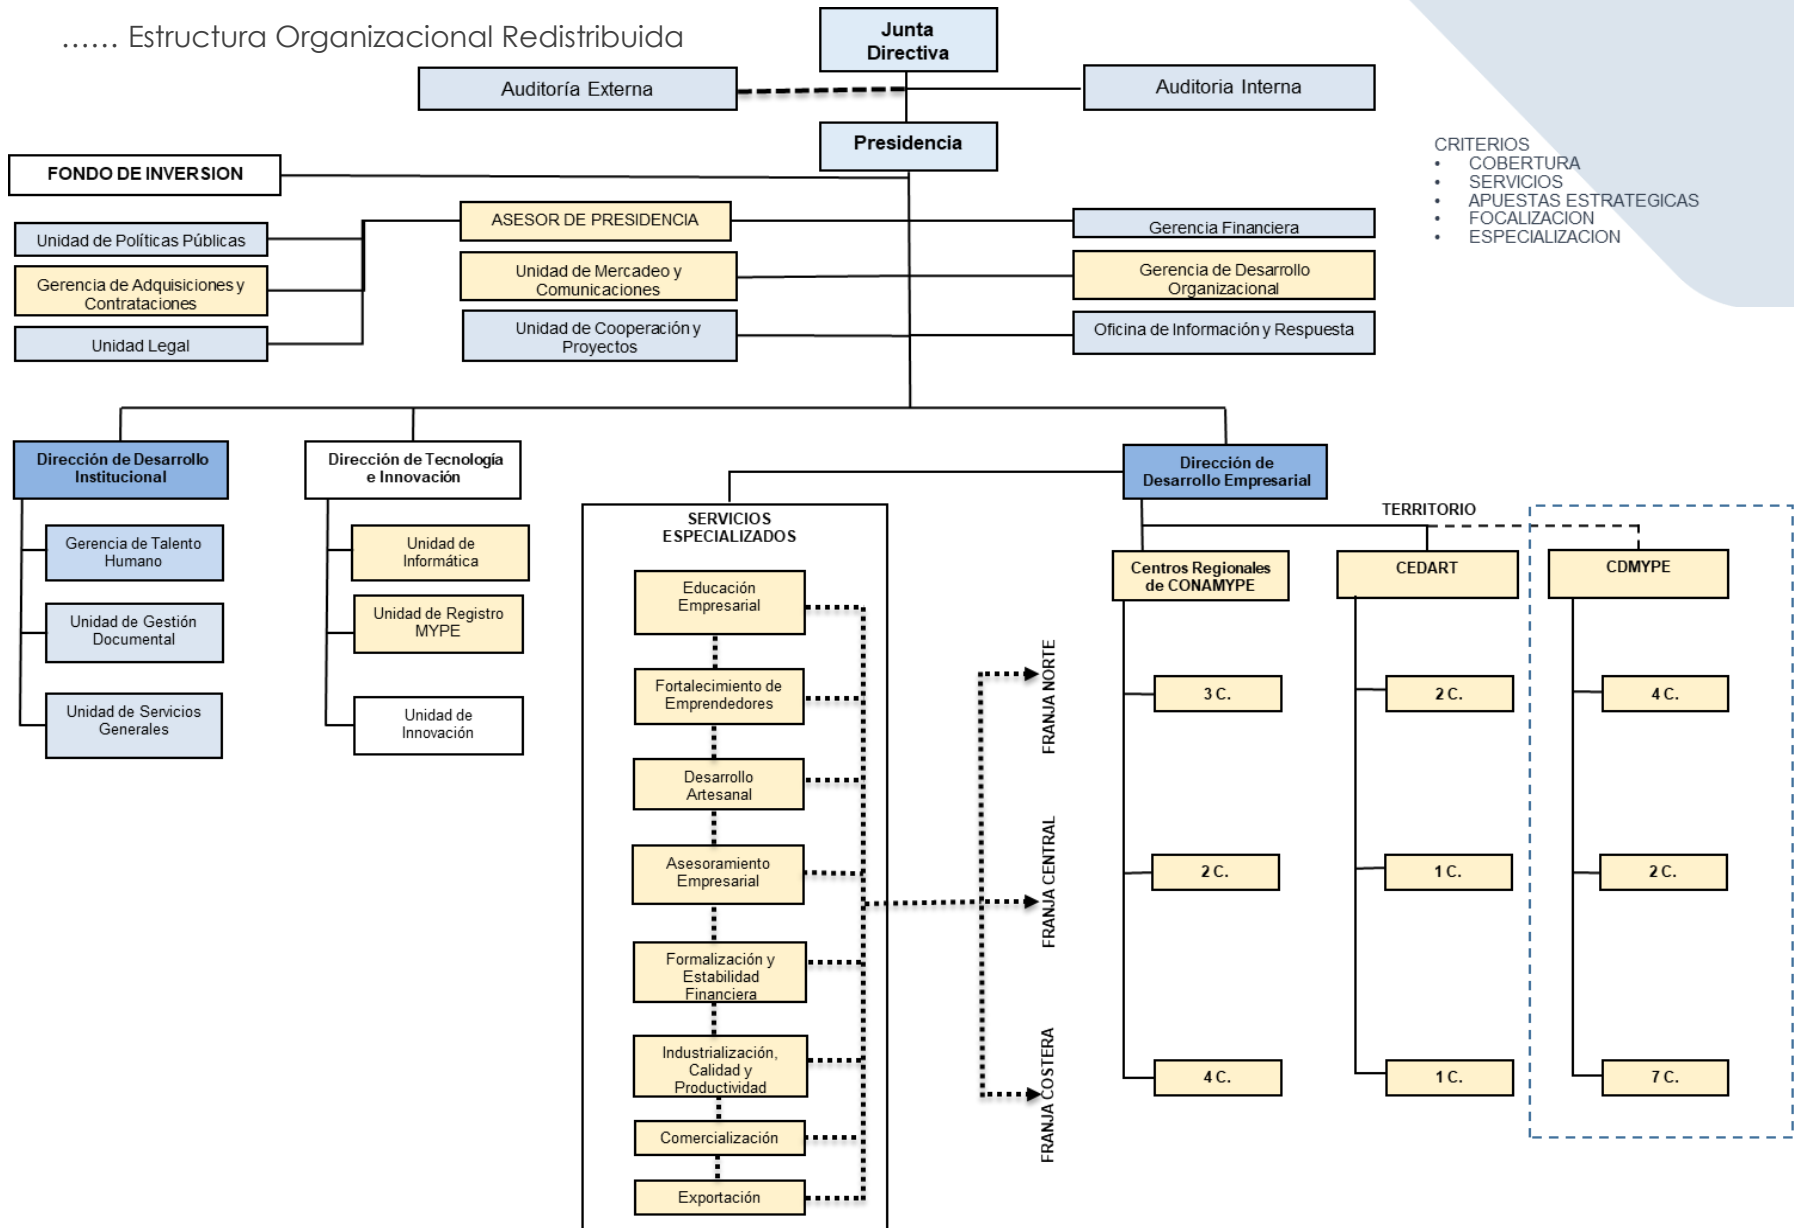 ...... Estructura Organizacional Redistribuida
Junta
Directiva
Auditoría Externa
Auditoria Interna
Presidencia
FONDO DE INVERSION
CRITERIOS
• COBERTURA
• SERVICIOS
• APUESTAS ESTRATEGICAS
• FOCALIZACION
• ESPECIALIZACION
ASESOR DE PRESIDENCIA
Unidad de Políticas Públicas
Gerencia Financiera
Gerencia de Adquisiciones y
Contrataciones
Unidad de Mercadeo y
Comunicaciones
Gerencia de Desarrollo
Organizacional
Unidad Legal
Unidad de Cooperación y
Proyectos
Oficina de Información y Respuesta
Dirección de Desarrollo
Institucional
Dirección de Tecnología
e Innovación
Dirección de
Desarrollo Empresarial
Gerencia de Talento
Humano
Unidad de Gestión
Documental
Unidad de Servicios
Generales
Unidad de
Informática
Unidad de Registro
MYPE
Unidad de
Innovación
SERVICIOS
ESPECIALIZADOS
Educación
Empresarial
Fortalecimiento de
Emprendedores
Desarrollo
Artesanal
Asesoramiento
Empresarial
Formalización y
Estabilidad
Financiera
Industrialización,
Calidad y
Productividad
Comercialización
Exportación
TERRITORIO
Centros Regionales
de CONAMYPE
CEDART
CDMYPE
FRANJA NORTE
3 C.
2 C.
4 C.
FRANJA CENTRAL
2 C.
1 C.
2 C.
FRANJA COSTERA
4 C.
1 C.
7 C.